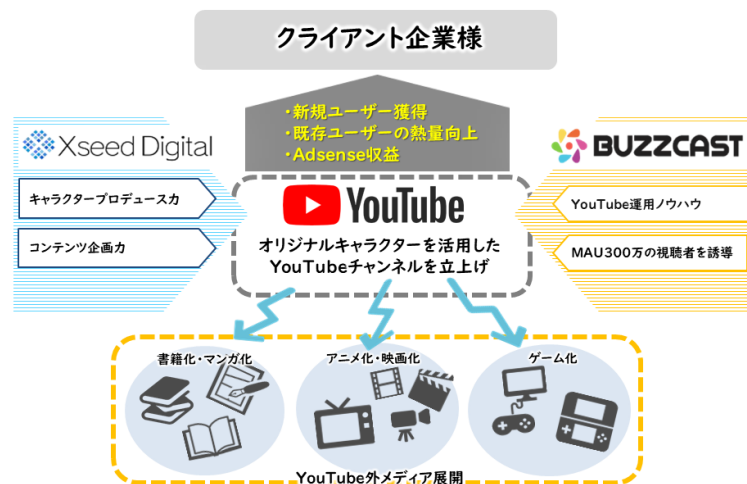 クライアント企業様
・新規ユーザー獲得
・既存ユーザーの熱量向上
・Adsense収益
Xseed Digital
キャラクタープロデュース力
コンテンツ企画力
YouTube
オリジナルキャラクターを活用した
YouTubeチャンネルを立上げ
BUZZCAST
YouTube運用ノウハウ
MAU300万の視聴者を誘導
書籍化・マンガ化
アニメ化・映画化
ゲーム化
YouTube外メディア展開